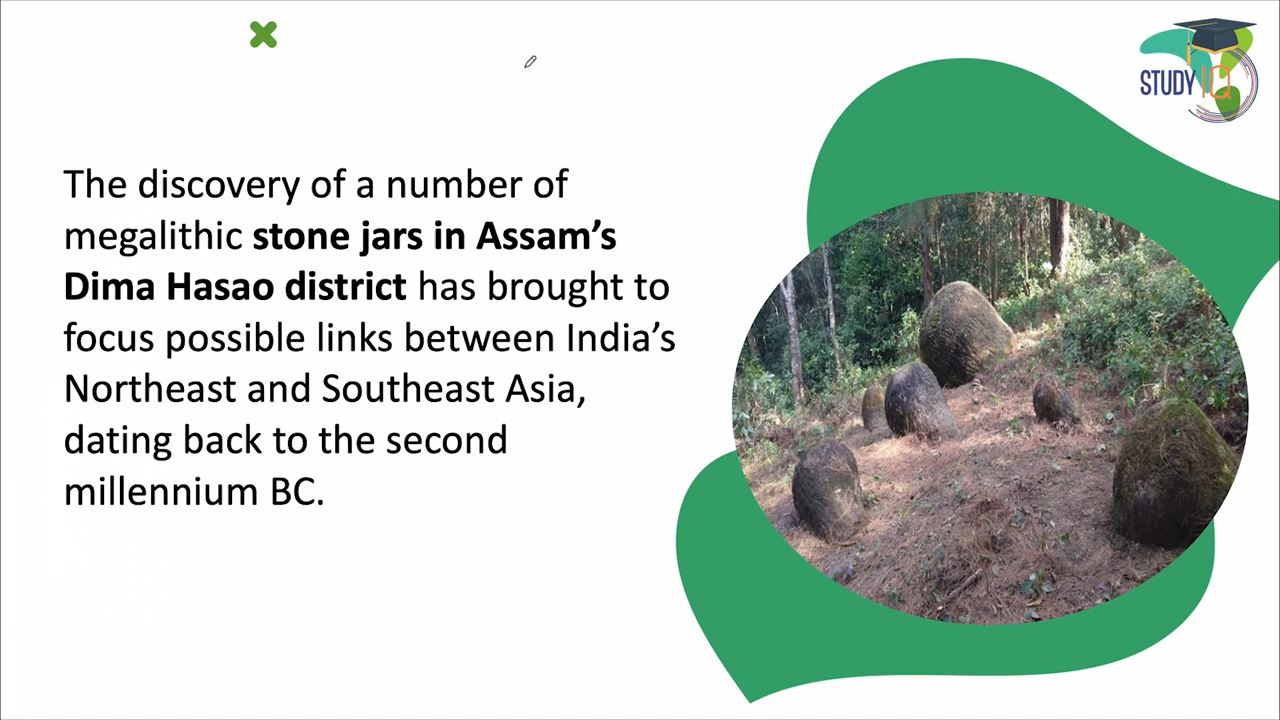 STUDY IQ
The discovery of a number of
megalithic stone jars in Assam’s
Dima Hasao district has brought to
focus possible links between India’s
Northeast and Southeast Asia,
dating back to the second
millennium BC.